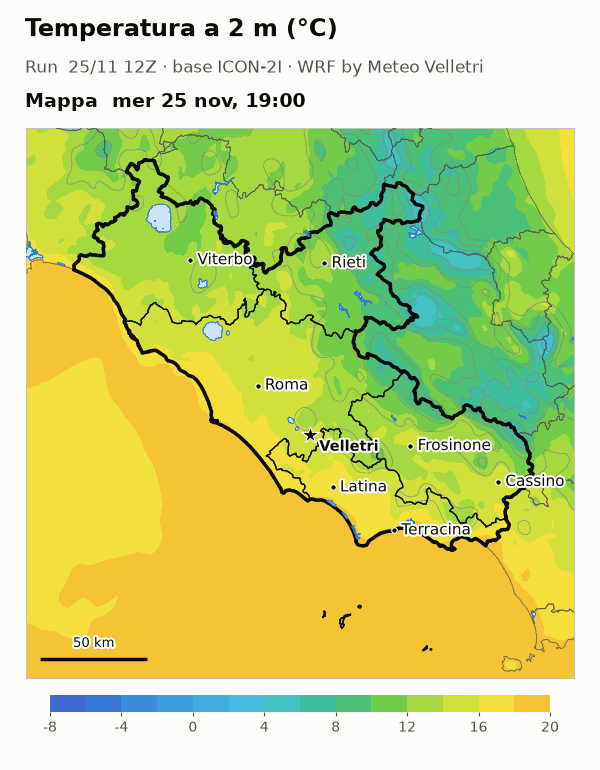 Temperatura a 2 m (°C)
Run  25/11 12Z · base ICON-2I · WRF by Meteo Velletri
Mappa  mer 25 nov, 19:00
Viterbo
Rieti
Roma
Velletri
Frosinone
Latina
Cassino
Terracina
50 km
-8 -4 0 4 8 12 16 20